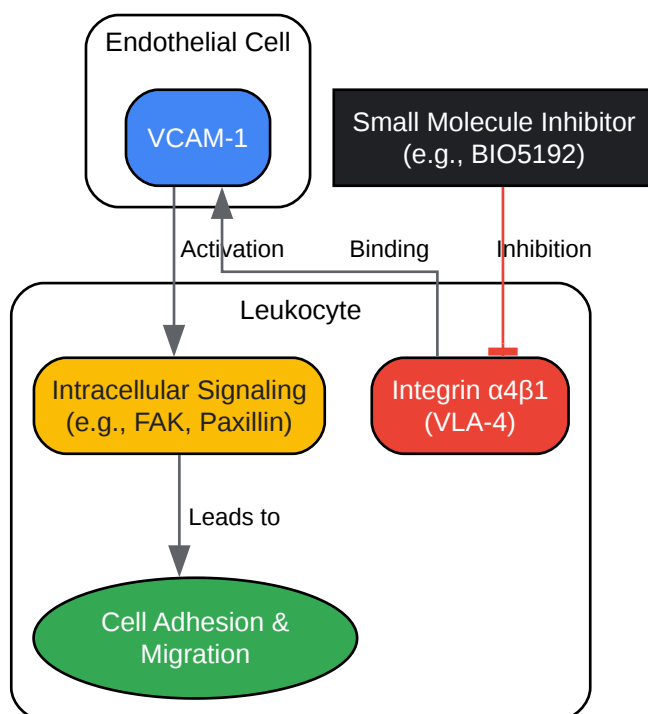 Endothelial Cell
VCAM-1
Small Molecule Inhibitor
(e.g., BIO5192)
Activation
Binding
Inhibition
Leukocyte
Intracellular Signaling
(e.g., FAK, Paxillin)
Integrin α4β1
(VLA-4)
Leads to
Cell Adhesion &
Migration